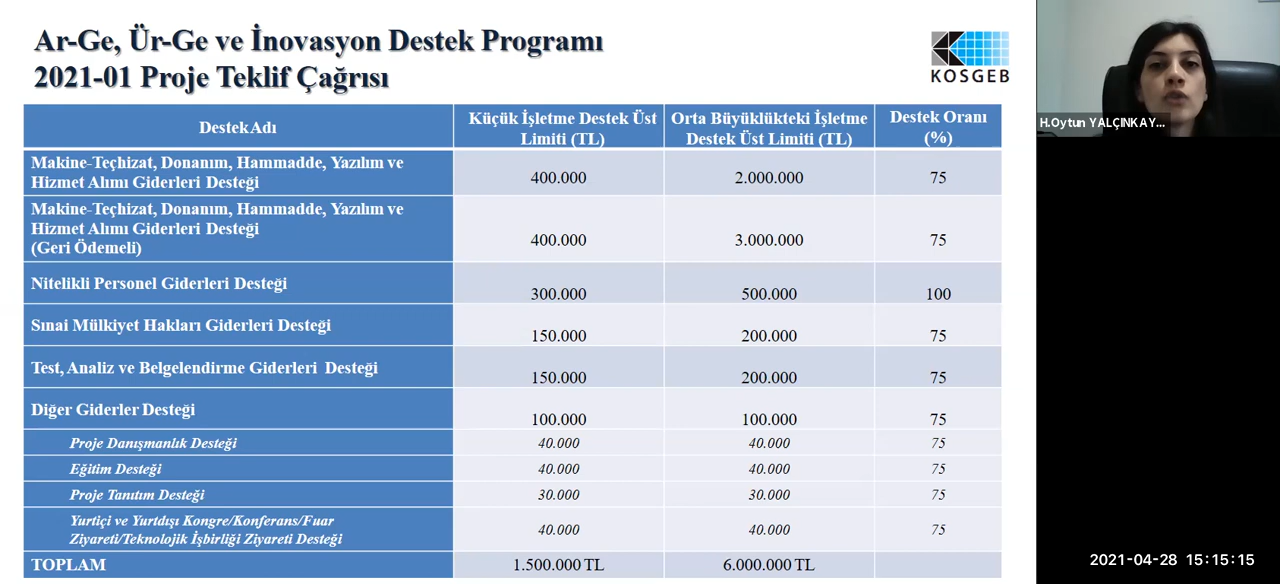 Ar-Ge, Ür-Ge ve İnovasyon Destek Programı
2021-01 Proje Teklif Çağrısı
KOSGEB
H.Oytun YALÇINKAY...
Destek Adı
Küçük İşletme Destek Üst
Limiti (TL)
Orta Büyüklükteki İşletme
Destek Üst Limiti (TL)
Destek Oranı
(%)
Makine-Teçhizat, Donanım, Hammadde, Yazılım ve
Hizmet Alımı Giderleri Desteği
400.000
2.000.000
75
Makine-Teçhizat, Donanım, Hammadde, Yazılım ve
Hizmet Alımı Giderleri Desteği
(Geri Ödemeli)
400.000
3.000.000
75
Nitelikli Personel Giderleri Desteği
300.000
500.000
100
Sınai Mülkiyet Hakları Giderleri Desteği
150.000
200.000
75
Test, Analiz ve Belgelendirme Giderleri Desteği
150.000
200.000
75
Diğer Giderler Desteği
100.000
100.000
75
Proje Danışmanlık Desteği
40.000
40.000
75
Eğitim Desteği
40.000
40.000
75
Proje Tanıtım Desteği
30.000
30.000
75
Yurtiçi ve Yurtdışı Kongre/Konferans/Fuar
Ziyareti/Teknolojik İşbirliği Ziyareti Desteği
40.000
40.000
75
TOPLAM
1.500.000 TL
6.000.000 TL
2021-04-28 15:15:15